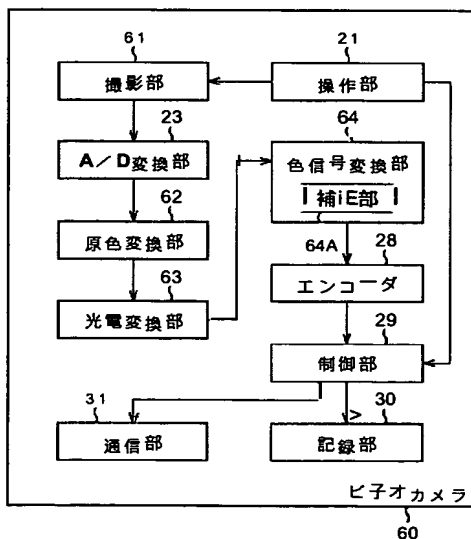 61
撮影部
21
操作部
23
A/D変換部
64
色信号変換部
補iE部
64A
62
原色変換部
28
エンコーダ
63
光電変換部
29
制御部
31
通信部
30
記録部
ビ子オカメラ
60